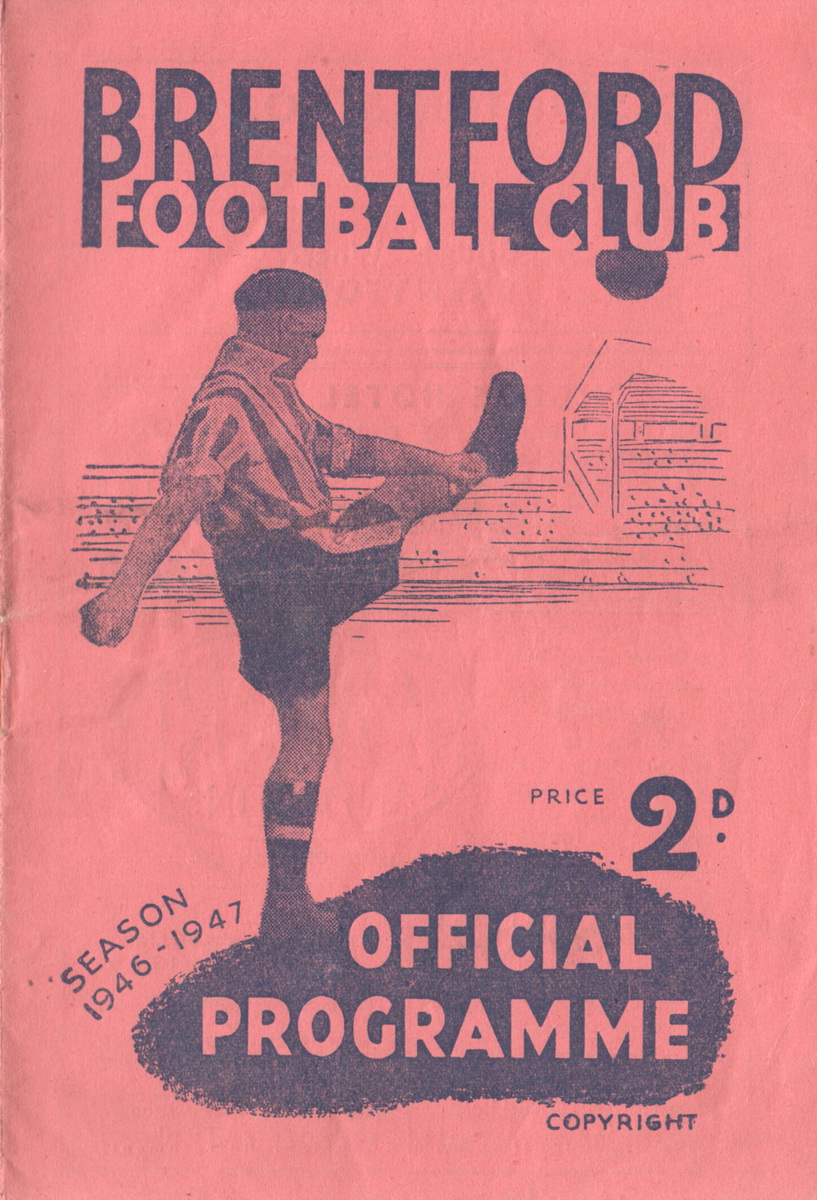 BRENTFORD
FOOTBALL CLUB
PRICE 2D.
SEASON
1946-1947
OFFICIAL
PROGRAMME
COPYRIGHT